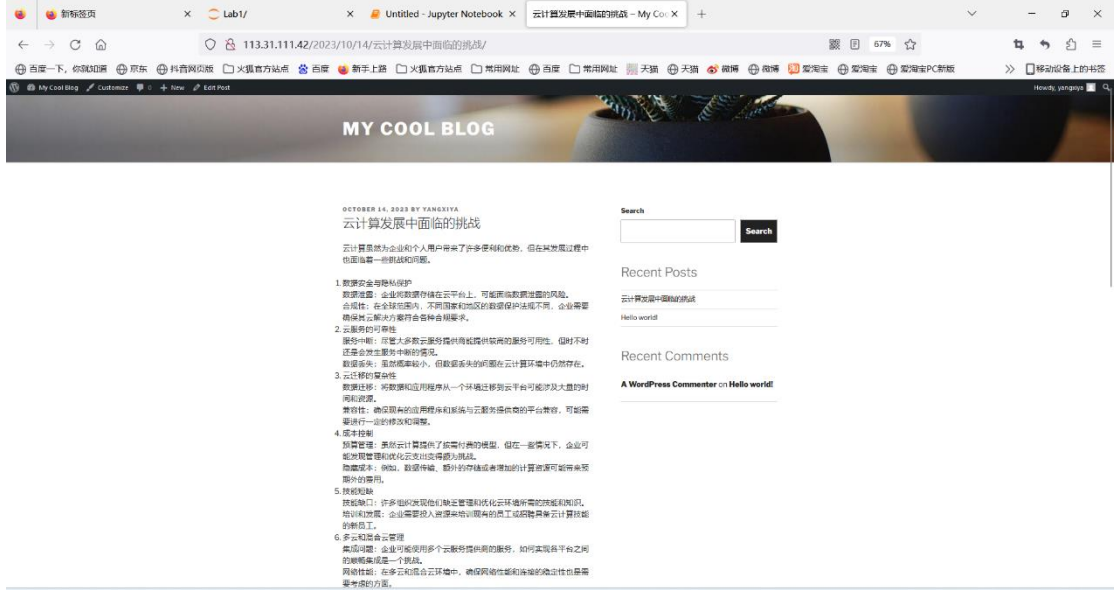 新标签页
Lab1/
Untitled - Jupyter Notebook
云计算发展中面临的挑战 – My Coo
113.31.111.42/2023/10/14/云计算发展中面临的挑战/
67%
百度一下，你就知道 京东 抖音网页版 火狐官方站点 百度 新手上路 火狐官方站点 常用网址 百度 常用网址 天猫 天猫 微博 微博 爱淘宝 爱淘宝 爱淘宝PC新版 移动设备上的书签
My Cool Blog Customize 0 New Edit Post Howdy, yangxiya
MY COOL BLOG
OCTOBER 14, 2023 BY YANGXIYA
云计算发展中面临的挑战
云计算虽然为企业和个人用户带来了许多便利和优势，但在其发展过程中
也面临着一些挑战和问题。
1. 数据安全与隐私保护
数据泄露：企业将数据存储在云平台上，可能面临数据泄露的风险。
合规性：在全球范围内，不同国家和地区的数据保护法规不同，企业需要
确保其云解决方案符合各种合规要求。
2. 云服务的可靠性
服务中断：尽管大多数云服务提供商能提供较高的服务可用性，但时不时
还是会发生服务中断的情况。
数据丢失：虽然概率较小，但数据丢失的问题在云计算环境中仍然存在。
3. 云迁移的复杂性
数据迁移：将数据和应用程序从一个环境迁移到云平台可能涉及大量的时
间和资源。
兼容性：确保现有的应用程序和系统与云服务提供商的平台兼容，可能需
要进行一定的修改和调整。
4. 成本控制
预算管理：虽然云计算提供了按需付费的模型，但在一些情况下，企业可
能发现管理和优化云支出变得颇为挑战。
隐藏成本：例如，数据传输、额外的存储或者增加的计算资源可能带来预
期外的费用。
5. 技能短缺
技能缺口：许多组织发现他们缺乏管理和优化云环境所需的技能和知识。
培训和发展：企业需要投入资源来培训现有的员工或招聘具备云计算技能
的新员工。
6. 多云和混合云管理
集成问题：企业可能使用多个云服务提供商的服务，如何实现各平台之间
的顺畅集成是一个挑战。
网络性能：在多云和混合云环境中，确保网络性能和连接的稳定性也是需
要考虑的方面。
Search
Search
Recent Posts
云计算发展中面临的挑战
Hello world!
Recent Comments
A WordPress Commenter on Hello world!